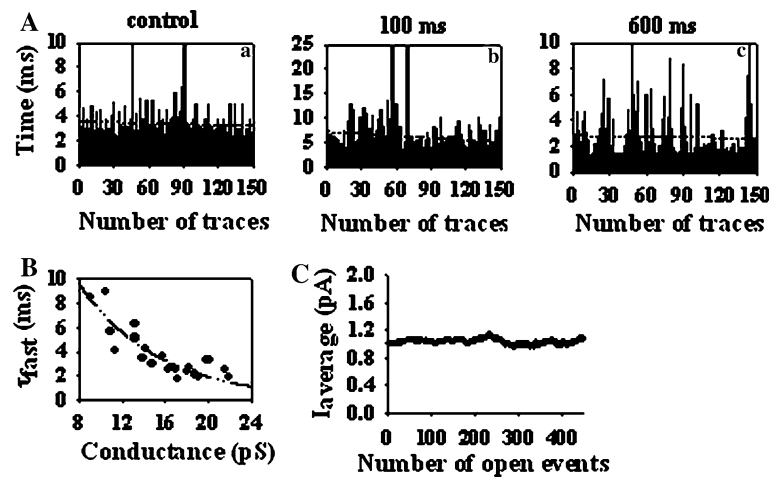 A
control
100 ms
600 ms
Time (ms)
10
8
6
4
2
0
a
0 30 60 90 120 150
Number of traces
25
20
15
10
5
0
b
0 30 60 90 120 150
Number of traces
10
8
6
4
2
0
c
0 30 60 90 120 150
Number of traces
B
τfast (ms)
10
8
6
4
2
0
8 12 16 20 24
Conductance (pS)
C
Iaverage (pA)
2.0
1.6
1.2
0.8
0.4
0.0
0 100 200 300 400
Number of open events